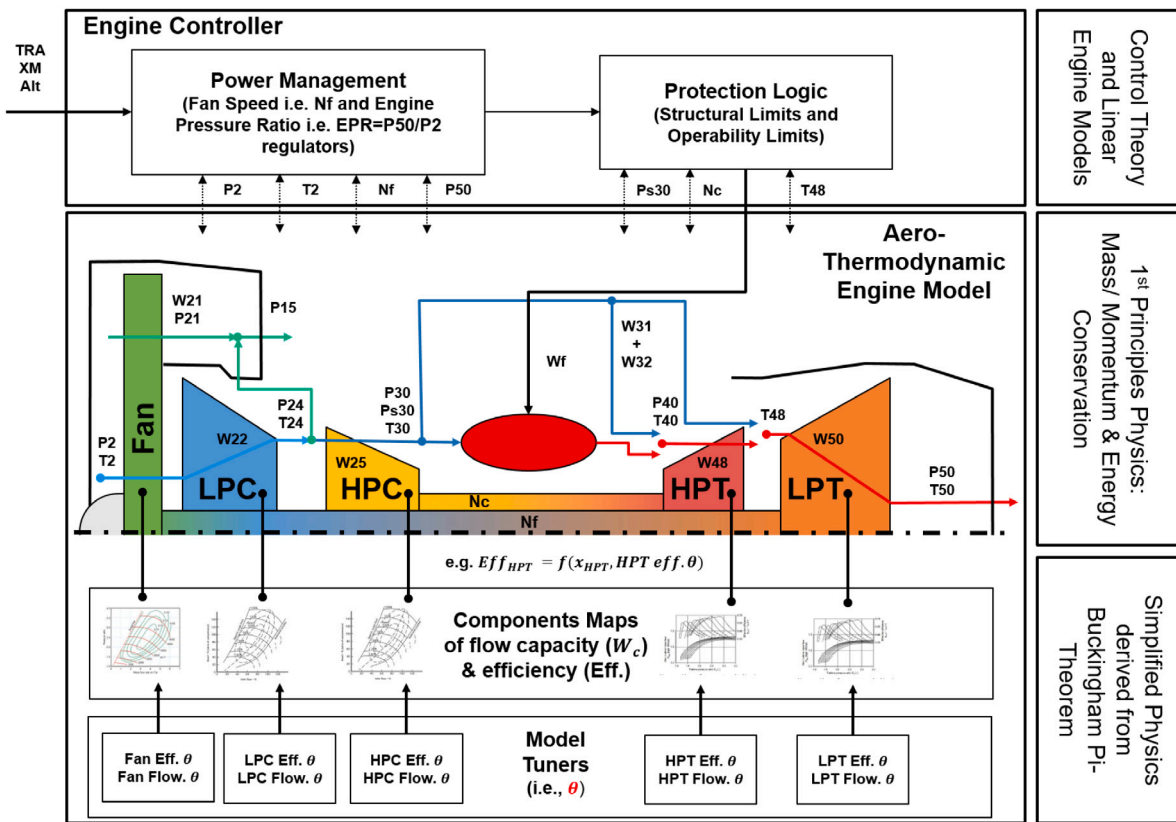 Engine Controller
TRA
XM
Alt
Power Management
(Fan Speed i.e. Nf and Engine
Pressure Ratio i.e. EPR=P50/P2
regulators)
Protection Logic
(Structural Limits and
Operability Limits)
P2
T2
Nf
P50
Ps30
Nc
T48
Control Theory
and Linear
Engine Models
Aero-
Thermodynamic
Engine Model
W21
P21
P15
W31
+
W32
Wf
P30
Ps30
T30
P24
T24
P40
T40
T48
P2
T2
Fan
W22
LPC
W25
HPC
W48
HPT
W50
LPT
P50
T50
Nc
Nf
1st Principles Physics:
Mass/ Momentum & Energy
Conservation
e.g. Eff_HPT = f(x_HPT, HPT eff. θ)
Components Maps
of flow capacity (W_c)
& efficiency (Eff.)
Model
Tuners
(i.e., θ)
Fan Eff. θ
Fan Flow. θ
LPC Eff. θ
LPC Flow. θ
HPC Eff. θ
HPC Flow. θ
HPT Eff. θ
HPT Flow. θ
LPT Eff. θ
LPT Flow. θ
Simplified Physics
derived from
Buckingham Pi-
Theorem